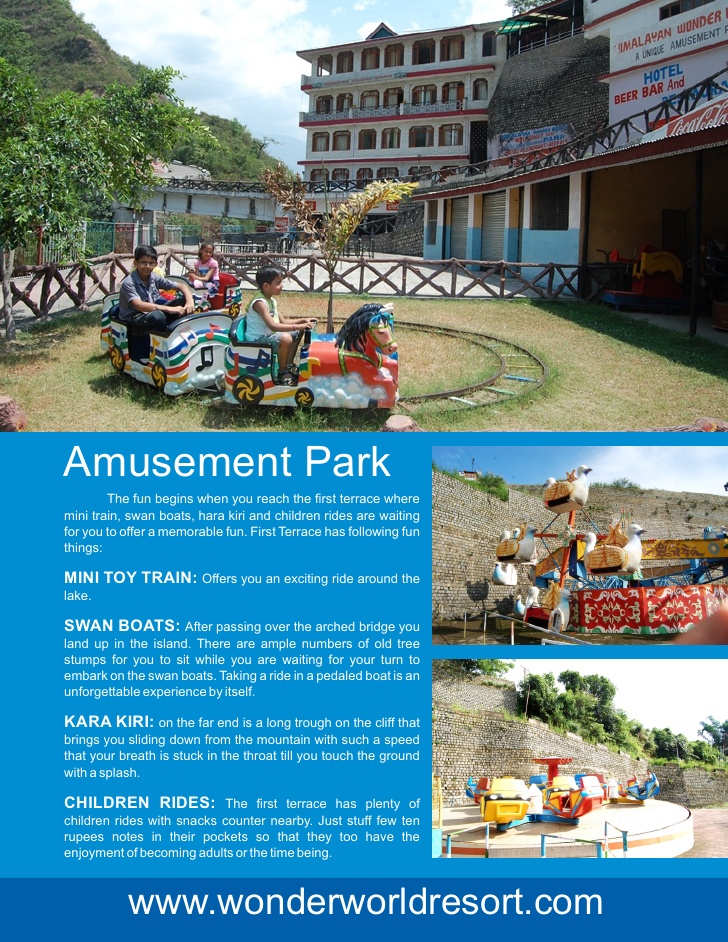 HIMALAYAN WONDER
A UNIQUE AMUSEMENT
HOTEL
BEER BAR And
Coca-Cola
Amusement Park
The fun begins when you reach the first terrace where
mini train, swan boats, hara kiri and children rides are waiting
for you to offer a memorable fun. First Terrace has following fun
things:
MINI TOY TRAIN: Offers you an exciting ride around the
lake.
SWAN BOATS: After passing over the arched bridge you
land up in the island. There are ample numbers of old tree
stumps for you to sit while you are waiting for your turn to
embark on the swan boats. Taking a ride in a pedaled boat is an
unforgettable experience by itself.
KARA KIRI: on the far end is a long trough on the cliff that
brings you sliding down from the mountain with such a speed
that your breath is stuck in the throat till you touch the ground
with a splash.
CHILDREN RIDES: The first terrace has plenty of
children rides with snacks counter nearby. Just stuff few ten
rupees notes in their pockets so that they too have the
enjoyment of becoming adults or the time being.
www.wonderworldresort.com